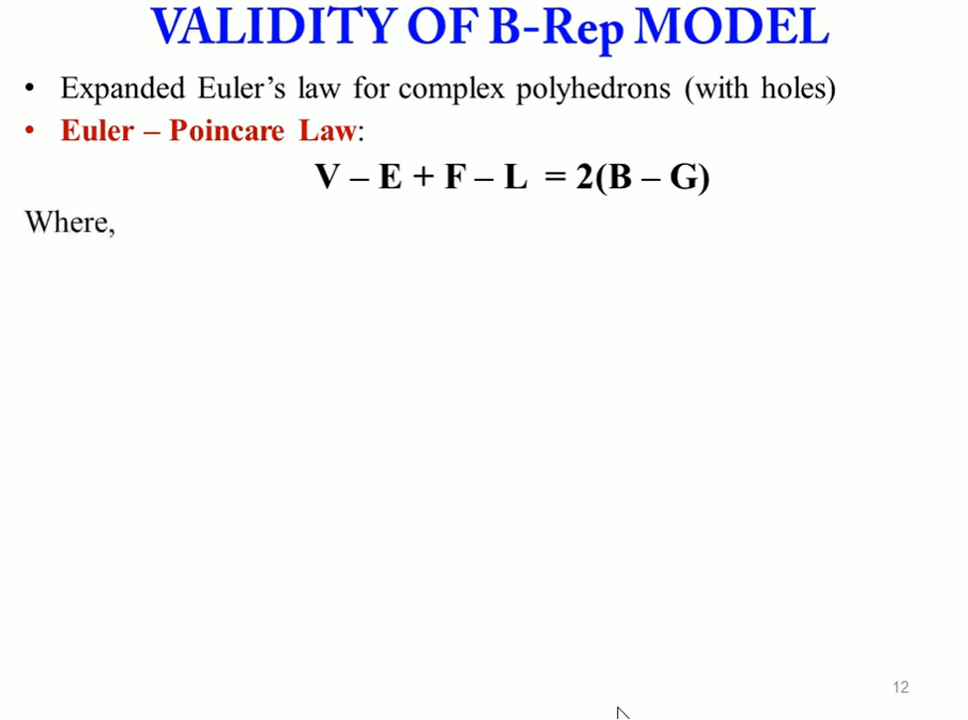 VALIDITY OF B-Rep MODEL
• Expanded Euler’s law for complex polyhedrons (with holes)
• Euler – Poincare Law:
V – E + F – L = 2(B – G)
Where,
12